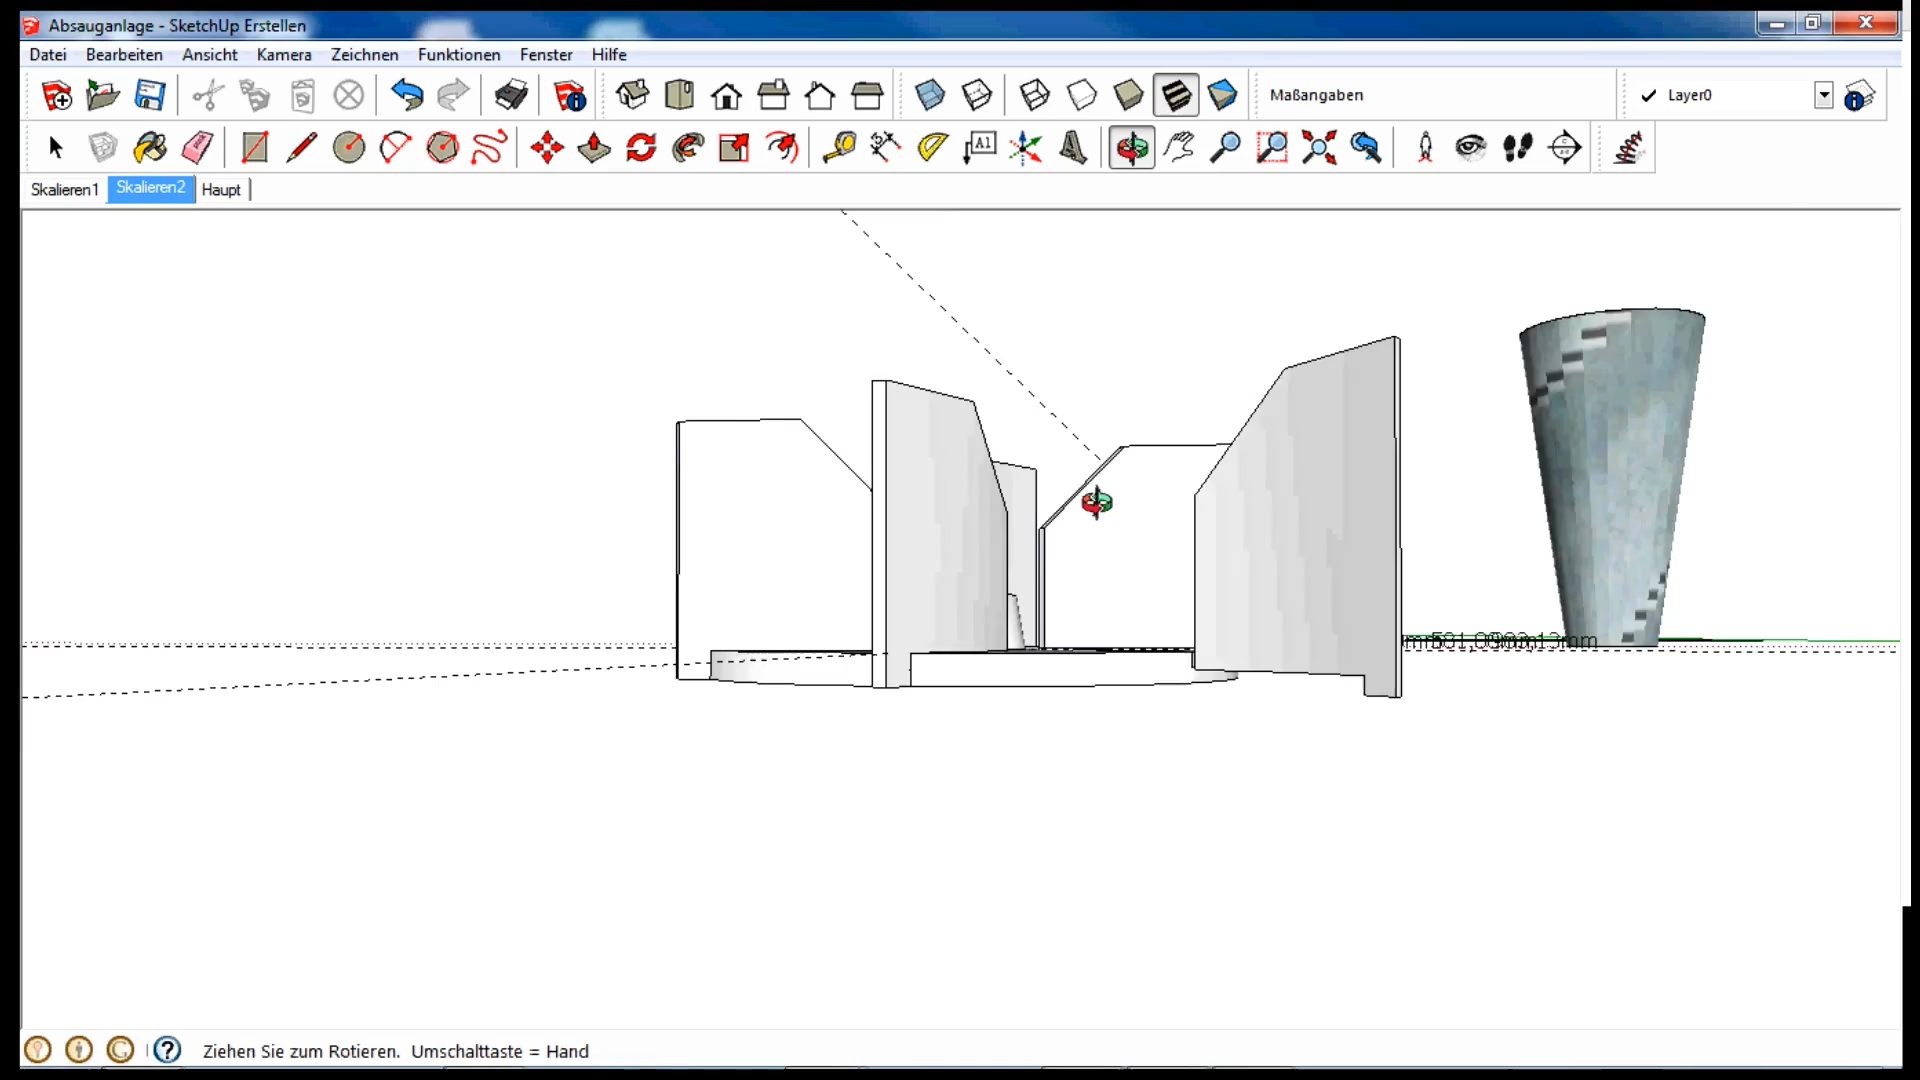 Absauganlage - SketchUp Erstellen
Datei Bearbeiten Ansicht Kamera Zeichnen Funktionen Fenster Hilfe
Maßangaben
Layer0
A1
Skalieren1 Skalieren2 Haupt
Ziehen Sie zum Rotieren. Umschalttaste = Hand